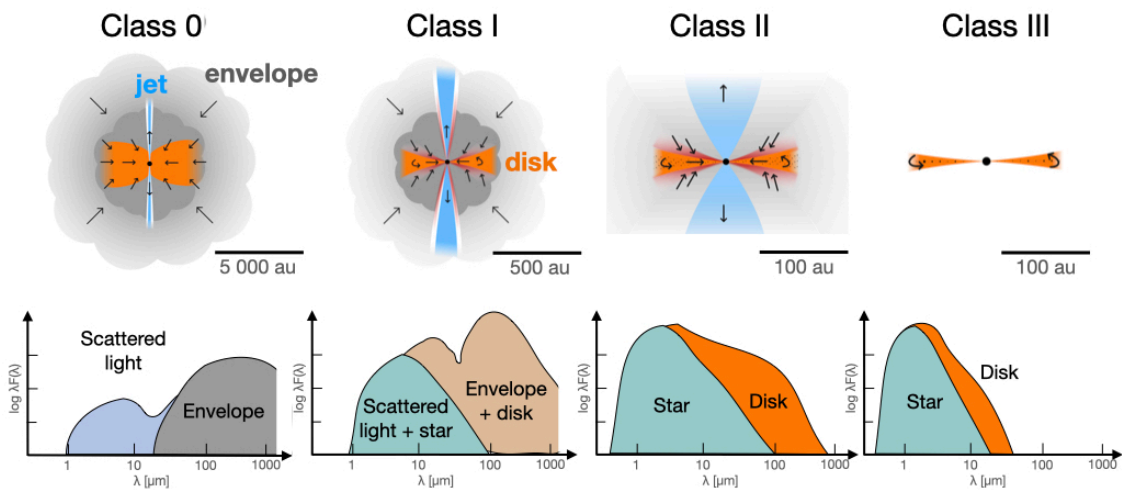 Class 0
Class I
Class II
Class III
jet
envelope
disk
5 000 au
500 au
100 au
100 au
log λF(λ)
Scattered
light
Envelope
1
10
100
1000
λ [μm]
log λF(λ)
Scattered
light + star
Envelope
+ disk
1
10
100
1000
λ [μm]
log λF(λ)
Star
Disk
1
10
100
1000
λ [μm]
log λF(λ)
Star
Disk
1
10
100
1000
λ [μm]